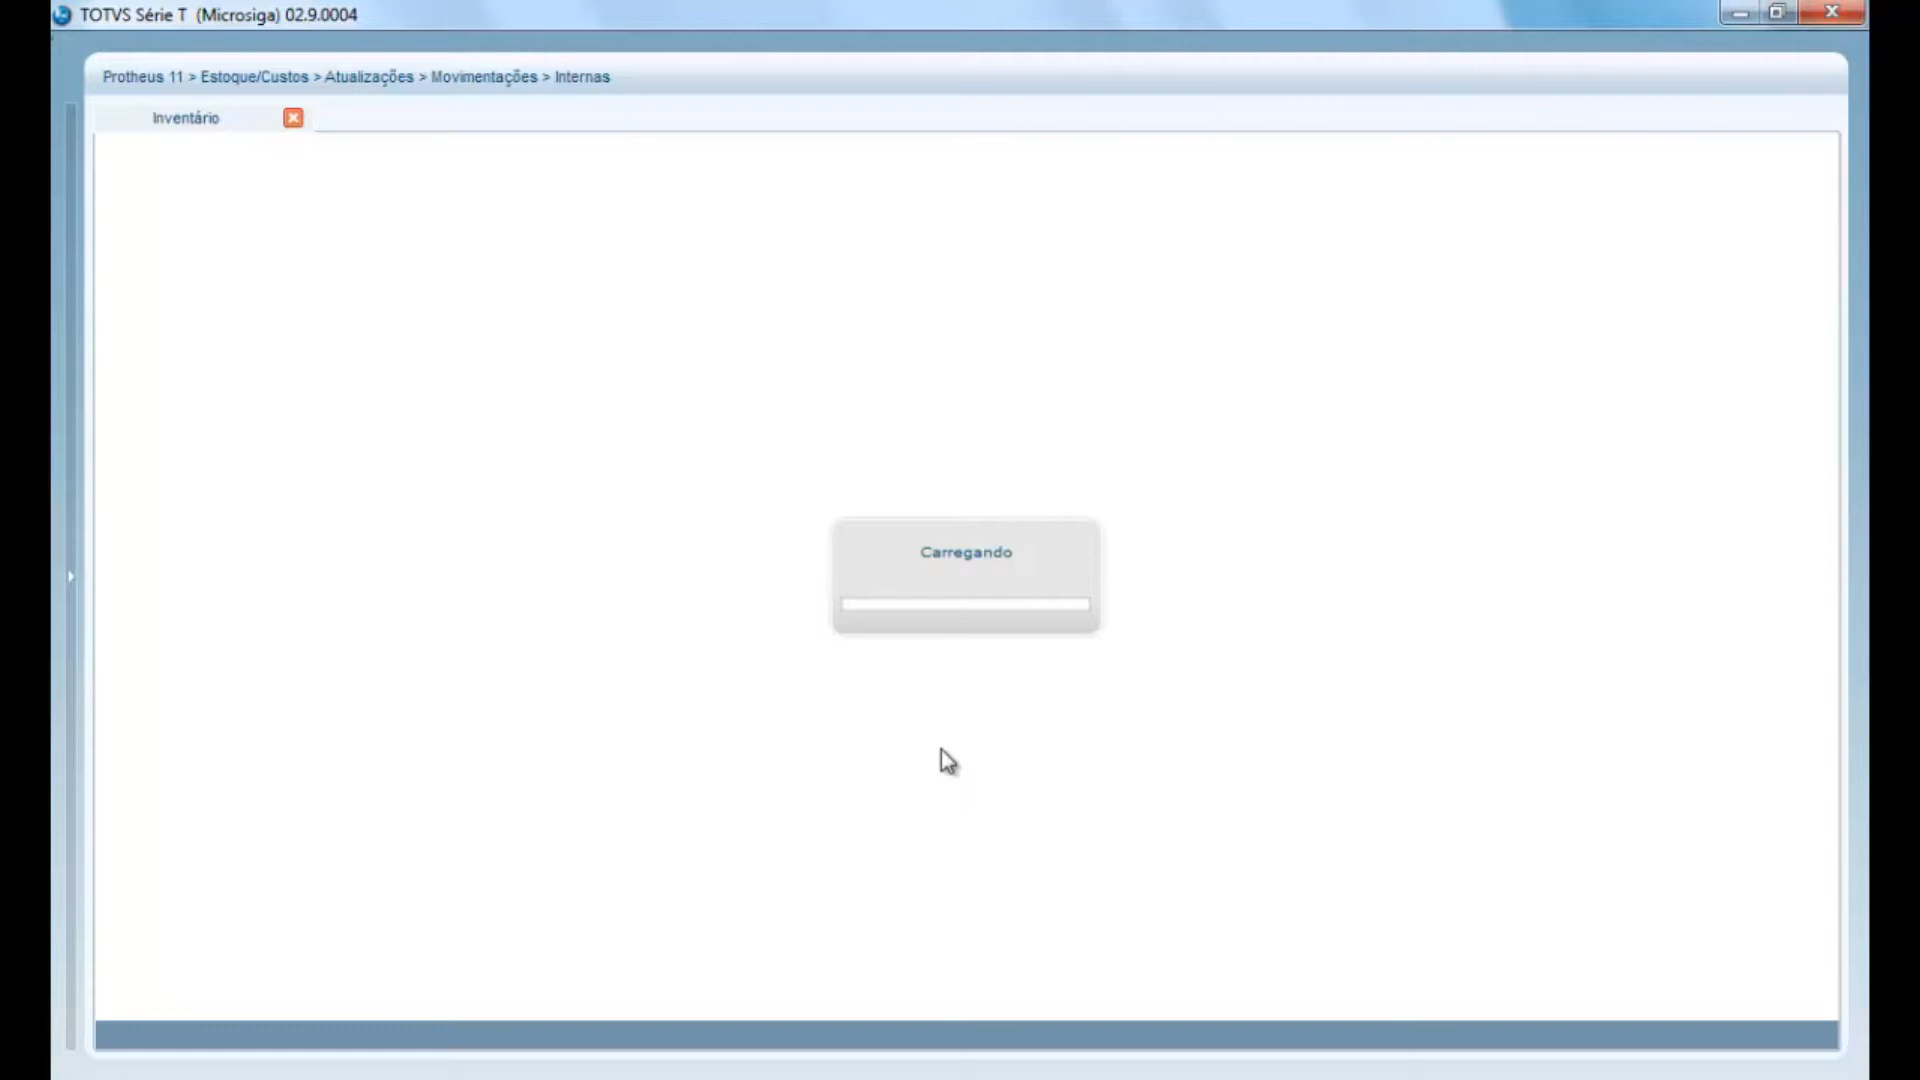 TOTVS Série T (Microsiga) 02.9.0004
Protheus 11 > Estoque/Custos > Atualizações > Movimentações > Internas
Inventário
Carregando